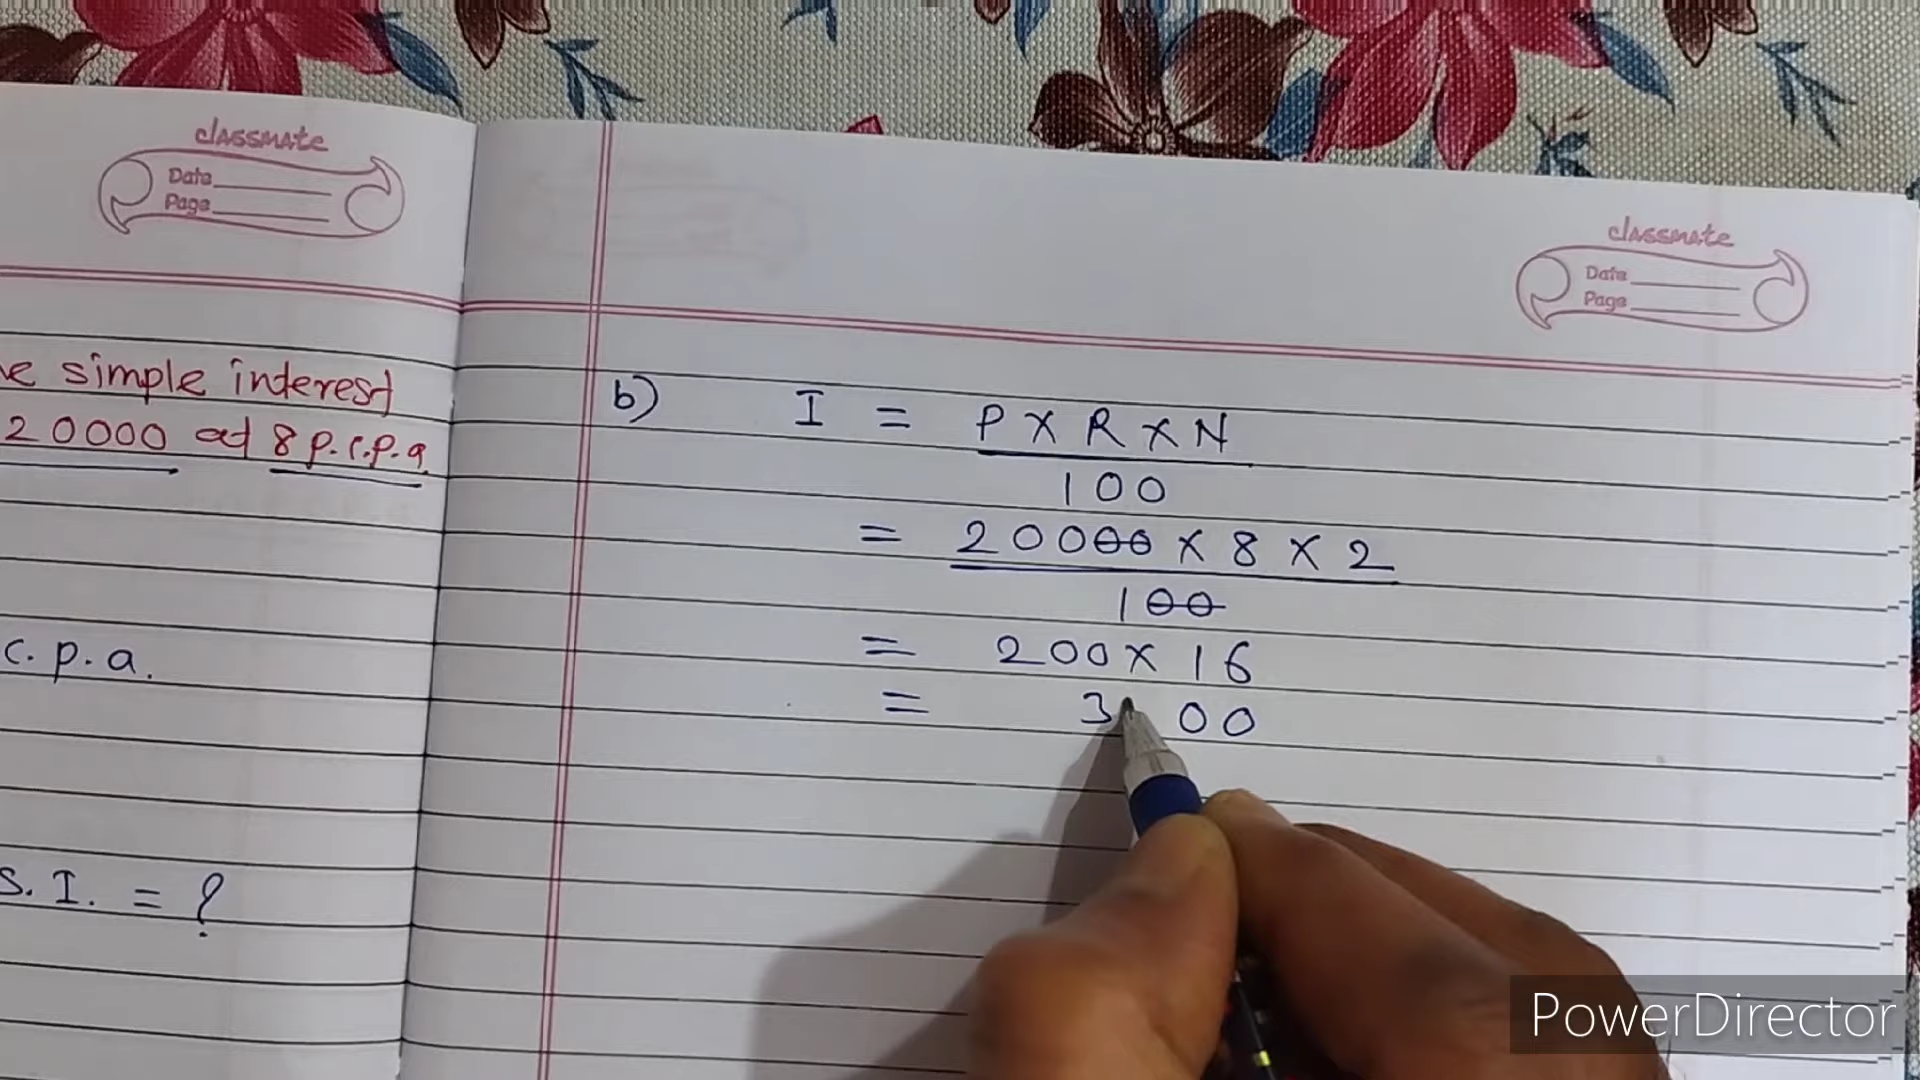 classmate
Date
Page
e simple interest
20000 at 8 p.c.p.a.
c.p.a.
S.I. = ?
classmate
Date
Page
b) I = P X R X N
100
= 20000 X 8 X 2
100
= 200 X 16
= 3 00
PowerDirector